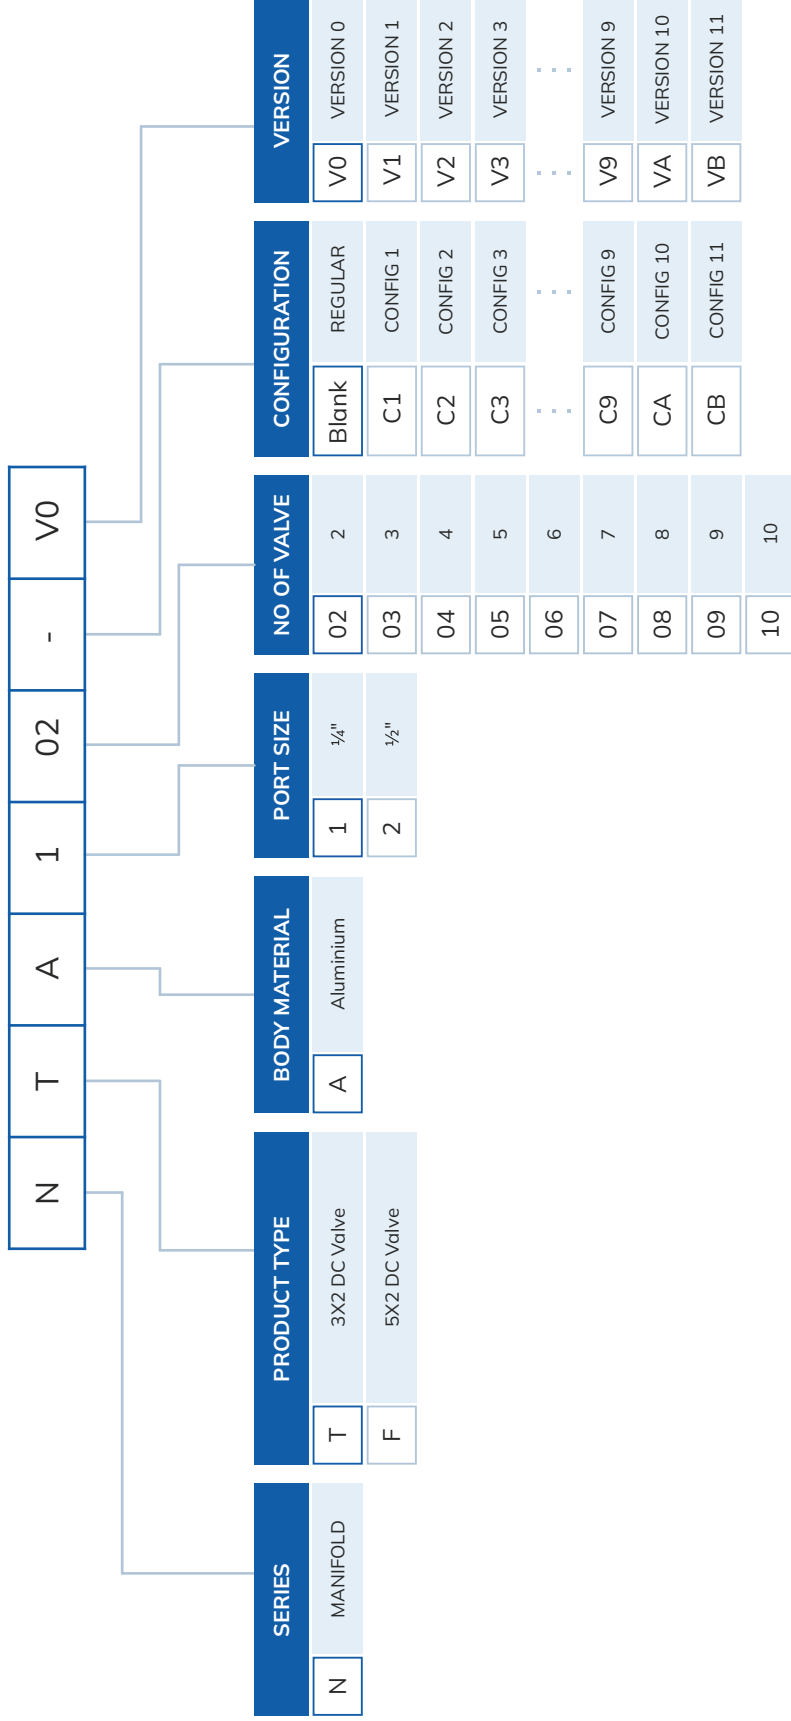 N T A 1 02 - V0
SERIES
N MANIFOLD
PRODUCT TYPE
T 3X2 DC Valve
F 5X2 DC Valve
BODY MATERIAL
A Aluminium
PORT SIZE
1 ¼"
2 ½"
NO OF VALVE
02 2
03 3
04 4
05 5
06 6
07 7
08 8
09 9
10 10
CONFIGURATION
Blank REGULAR
C1 CONFIG 1
C2 CONFIG 2
C3 CONFIG 3
.... ....
C9 CONFIG 9
CA CONFIG 10
CB CONFIG 11
VERSION
V0 VERSION 0
V1 VERSION 1
V2 VERSION 2
V3 VERSION 3
.... ....
V9 VERSION 9
VA VERSION 10
VB VERSION 11